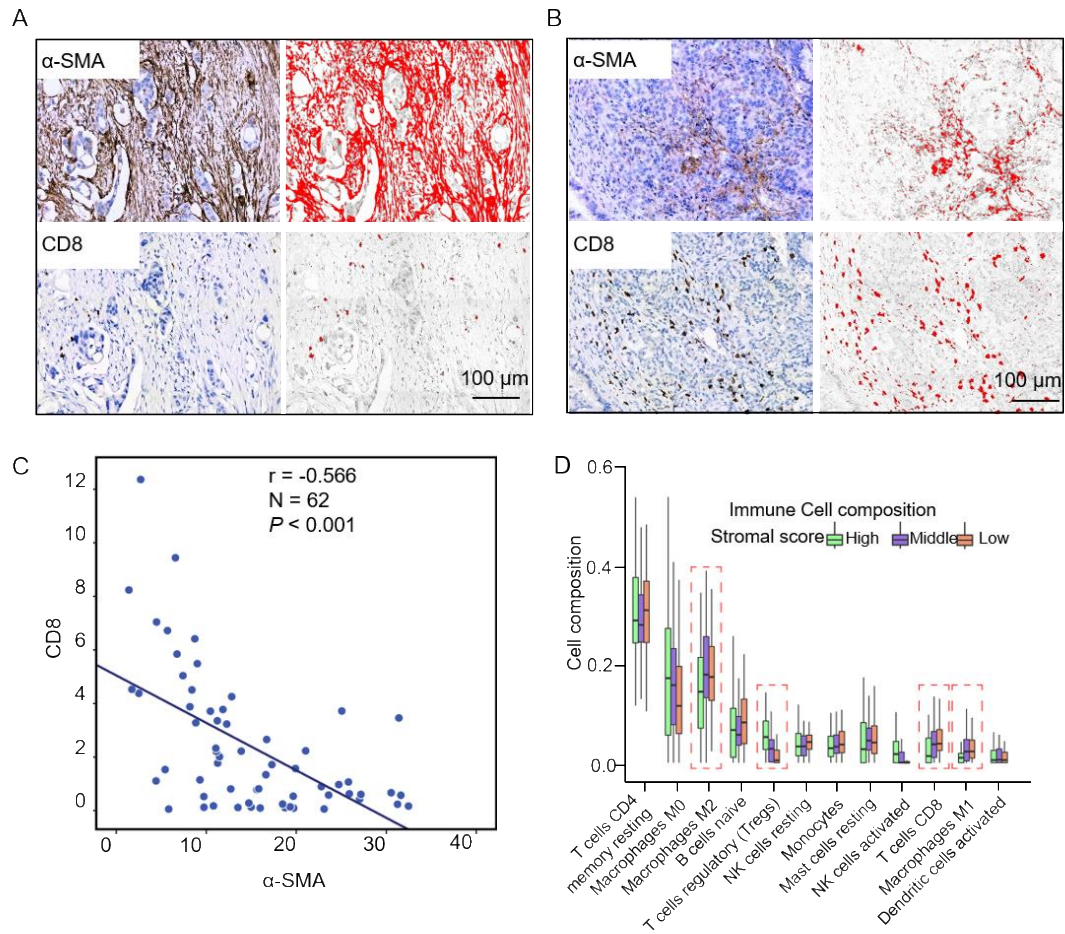 A
α-SMA
CD8
100 μm
B
α-SMA
CD8
100 μm
C
r = -0.566
N = 62
P < 0.001
12
10
8
6
4
2
0
CD8
0
10
20
30
40
α-SMA
D
0.6
0.4
0.2
0.0
Cell composition
Immune Cell composition
Stromal score High Middle Low
T cells CD4
memory resting
Macrophages M0
Macrophages M2
B cells naive
T cells regulatory (Tregs)
NK cells resting
Monocytes
Mast cells resting
NK cells activated
T cells CD8
Macrophages M1
Dendritic cells activated